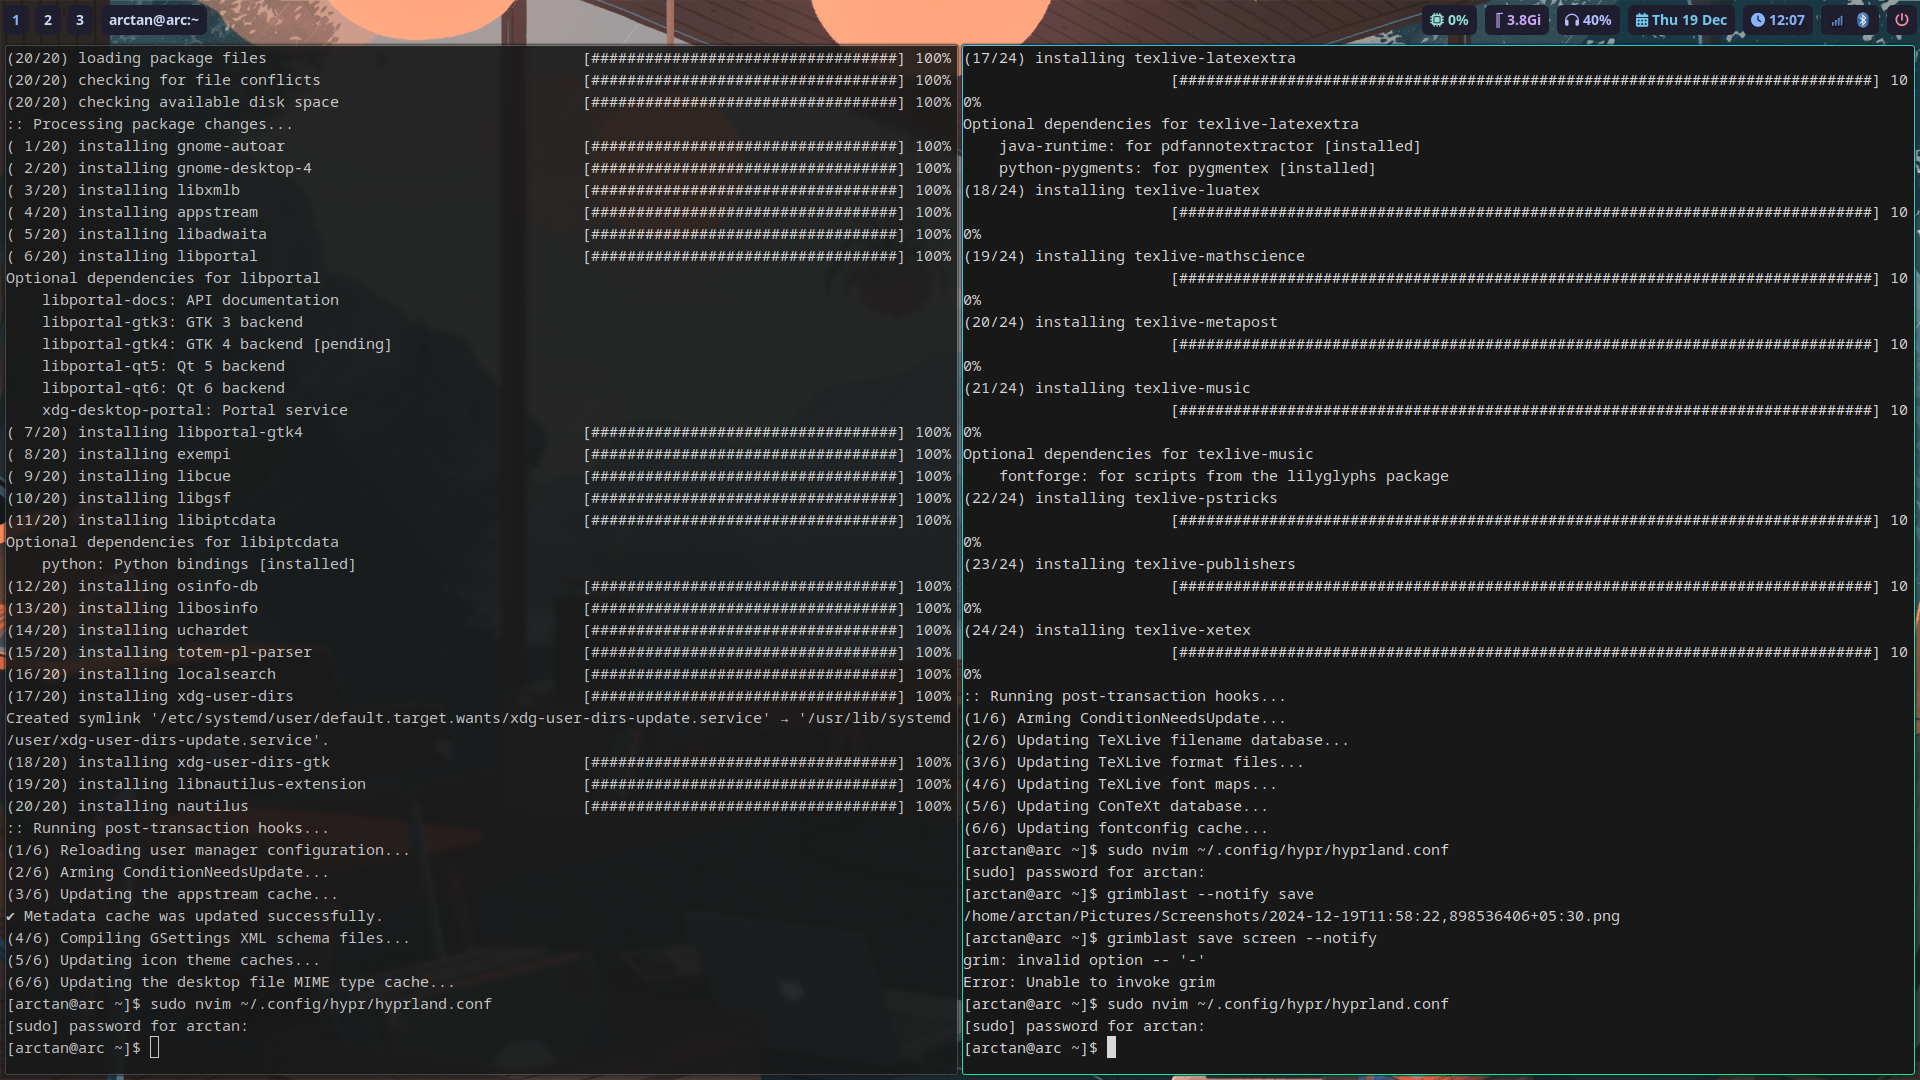 1 2 3 arctan@arc:~ 0% 3.8Gi 40% Thu 19 Dec 12:07
(20/20) loading package files [##################################] 100%
(20/20) checking for file conflicts [##################################] 100%
(20/20) checking available disk space [##################################] 100%
:: Processing package changes...
( 1/20) installing gnome-autoar [##################################] 100%
( 2/20) installing gnome-desktop-4 [##################################] 100%
( 3/20) installing libxmlb [##################################] 100%
( 4/20) installing appstream [##################################] 100%
( 5/20) installing libadwaita [##################################] 100%
( 6/20) installing libportal [##################################] 100%
Optional dependencies for libportal
libportal-docs: API documentation
libportal-gtk3: GTK 3 backend
libportal-gtk4: GTK 4 backend [pending]
libportal-qt5: Qt 5 backend
libportal-qt6: Qt 6 backend
xdg-desktop-portal: Portal service
( 7/20) installing libportal-gtk4 [##################################] 100%
( 8/20) installing exempi [##################################] 100%
( 9/20) installing libcue [##################################] 100%
(10/20) installing libgsf [##################################] 100%
(11/20) installing libiptcdata [##################################] 100%
Optional dependencies for libiptcdata
python: Python bindings [installed]
(12/20) installing osinfo-db [##################################] 100%
(13/20) installing libosinfo [##################################] 100%
(14/20) installing uchardet [##################################] 100%
(15/20) installing totem-pl-parser [##################################] 100%
(16/20) installing localsearch [##################################] 100%
(17/20) installing xdg-user-dirs [##################################] 100%
Created symlink '/etc/systemd/user/default.target.wants/xdg-user-dirs-update.service' → '/usr/lib/systemd
/user/xdg-user-dirs-update.service'.
(18/20) installing xdg-user-dirs-gtk [##################################] 100%
(19/20) installing libnautilus-extension [##################################] 100%
(20/20) installing nautilus [##################################] 100%
:: Running post-transaction hooks...
(1/6) Reloading user manager configuration...
(2/6) Arming ConditionNeedsUpdate...
(3/6) Updating the appstream cache...
✔ Metadata cache was updated successfully.
(4/6) Compiling GSettings XML schema files...
(5/6) Updating icon theme caches...
(6/6) Updating the desktop file MIME type cache...
[arctan@arc ~]$ sudo nvim ~/.config/hypr/hyprland.conf
[sudo] password for arctan:
[arctan@arc ~]$
(17/24) installing texlive-latexextra
[#############################################################################] 10
0%
Optional dependencies for texlive-latexextra
java-runtime: for pdfannotextractor [installed]
python-pygments: for pygmentex [installed]
(18/24) installing texlive-luatex
[#############################################################################] 10
0%
(19/24) installing texlive-mathscience
[#############################################################################] 10
0%
(20/24) installing texlive-metapost
[#############################################################################] 10
0%
(21/24) installing texlive-music
[#############################################################################] 10
0%
Optional dependencies for texlive-music
fontforge: for scripts from the lilyglyphs package
(22/24) installing texlive-pstricks
[#############################################################################] 10
0%
(23/24) installing texlive-publishers
[#############################################################################] 10
0%
(24/24) installing texlive-xetex
[#############################################################################] 10
0%
:: Running post-transaction hooks...
(1/6) Arming ConditionNeedsUpdate...
(2/6) Updating TeXLive filename database...
(3/6) Updating TeXLive format files...
(4/6) Updating TeXLive font maps...
(5/6) Updating ConTeXt database...
(6/6) Updating fontconfig cache...
[arctan@arc ~]$ sudo nvim ~/.config/hypr/hyprland.conf
[sudo] password for arctan:
[arctan@arc ~]$ grimblast --notify save
/home/arctan/Pictures/Screenshots/2024-12-19T11:58:22,898536406+05:30.png
[arctan@arc ~]$ grimblast save screen --notify
grim: invalid option -- '-'
Error: Unable to invoke grim
[arctan@arc ~]$ sudo nvim ~/.config/hypr/hyprland.conf
[sudo] password for arctan:
[arctan@arc ~]$